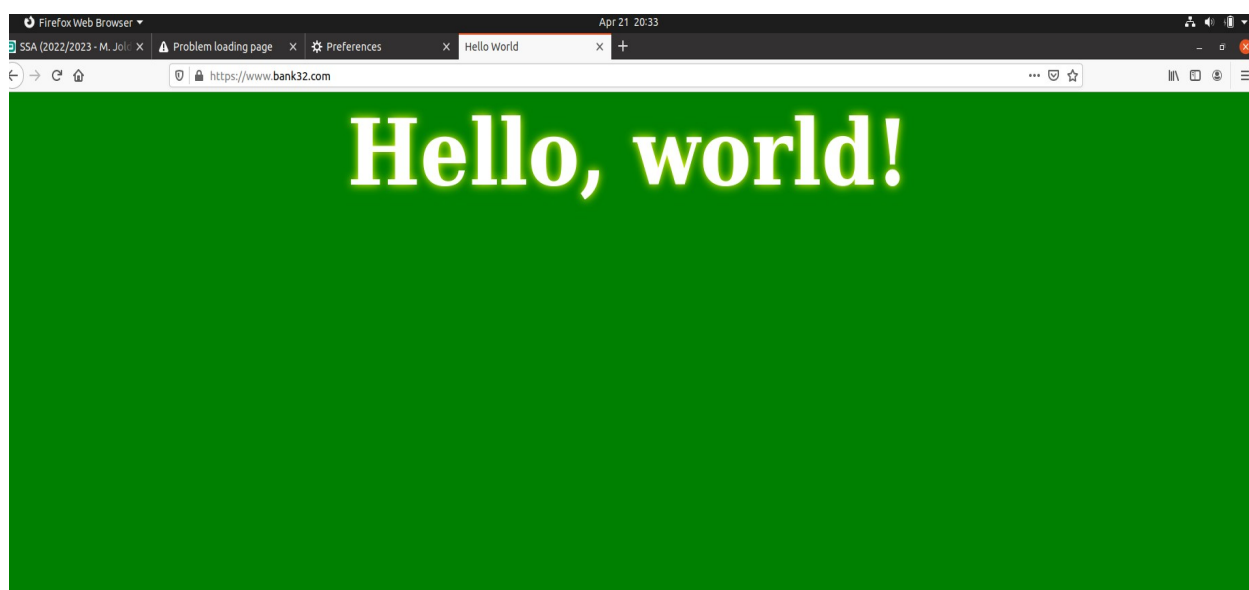 Firefox Web Browser
Apr 21 20:33
SSA (2022/2023 - M. Jol
Problem loading page
Preferences
Hello World
https://www.bank32.com
Hello, world!